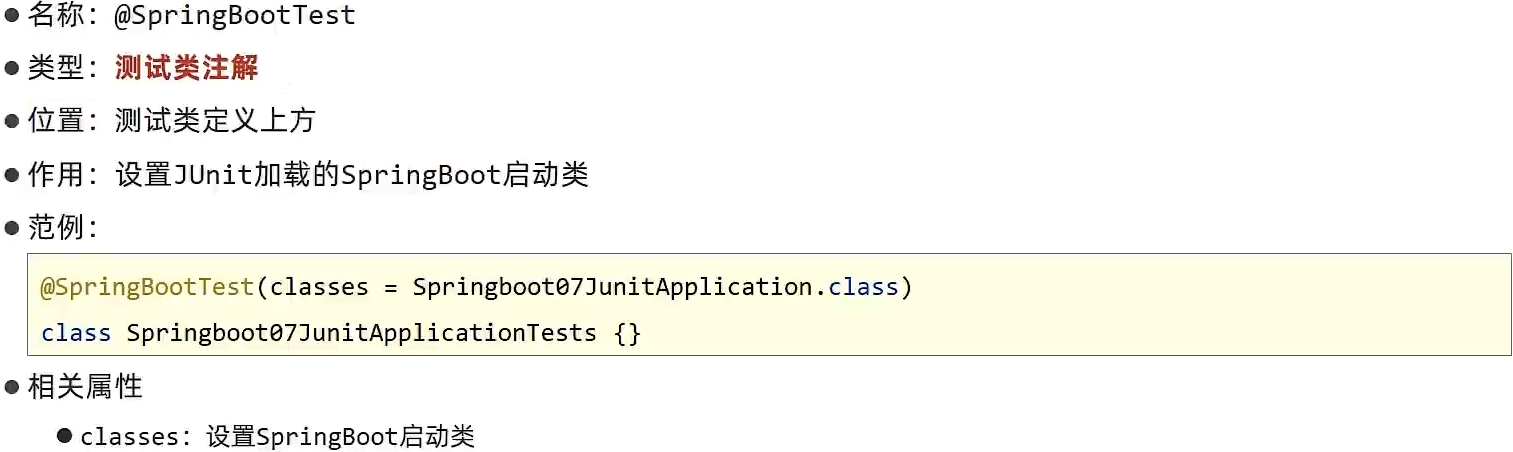 ● 名称：@SpringBootTest
● 类型：测试类注解
● 位置：测试类定义上方
● 作用：设置JUnit加载的SpringBoot启动类
● 范例：
@SpringBootTest(classes = Springboot07JunitApplication.class)
class Springboot07JunitApplicationTests {}
● 相关属性
● classes：设置SpringBoot启动类